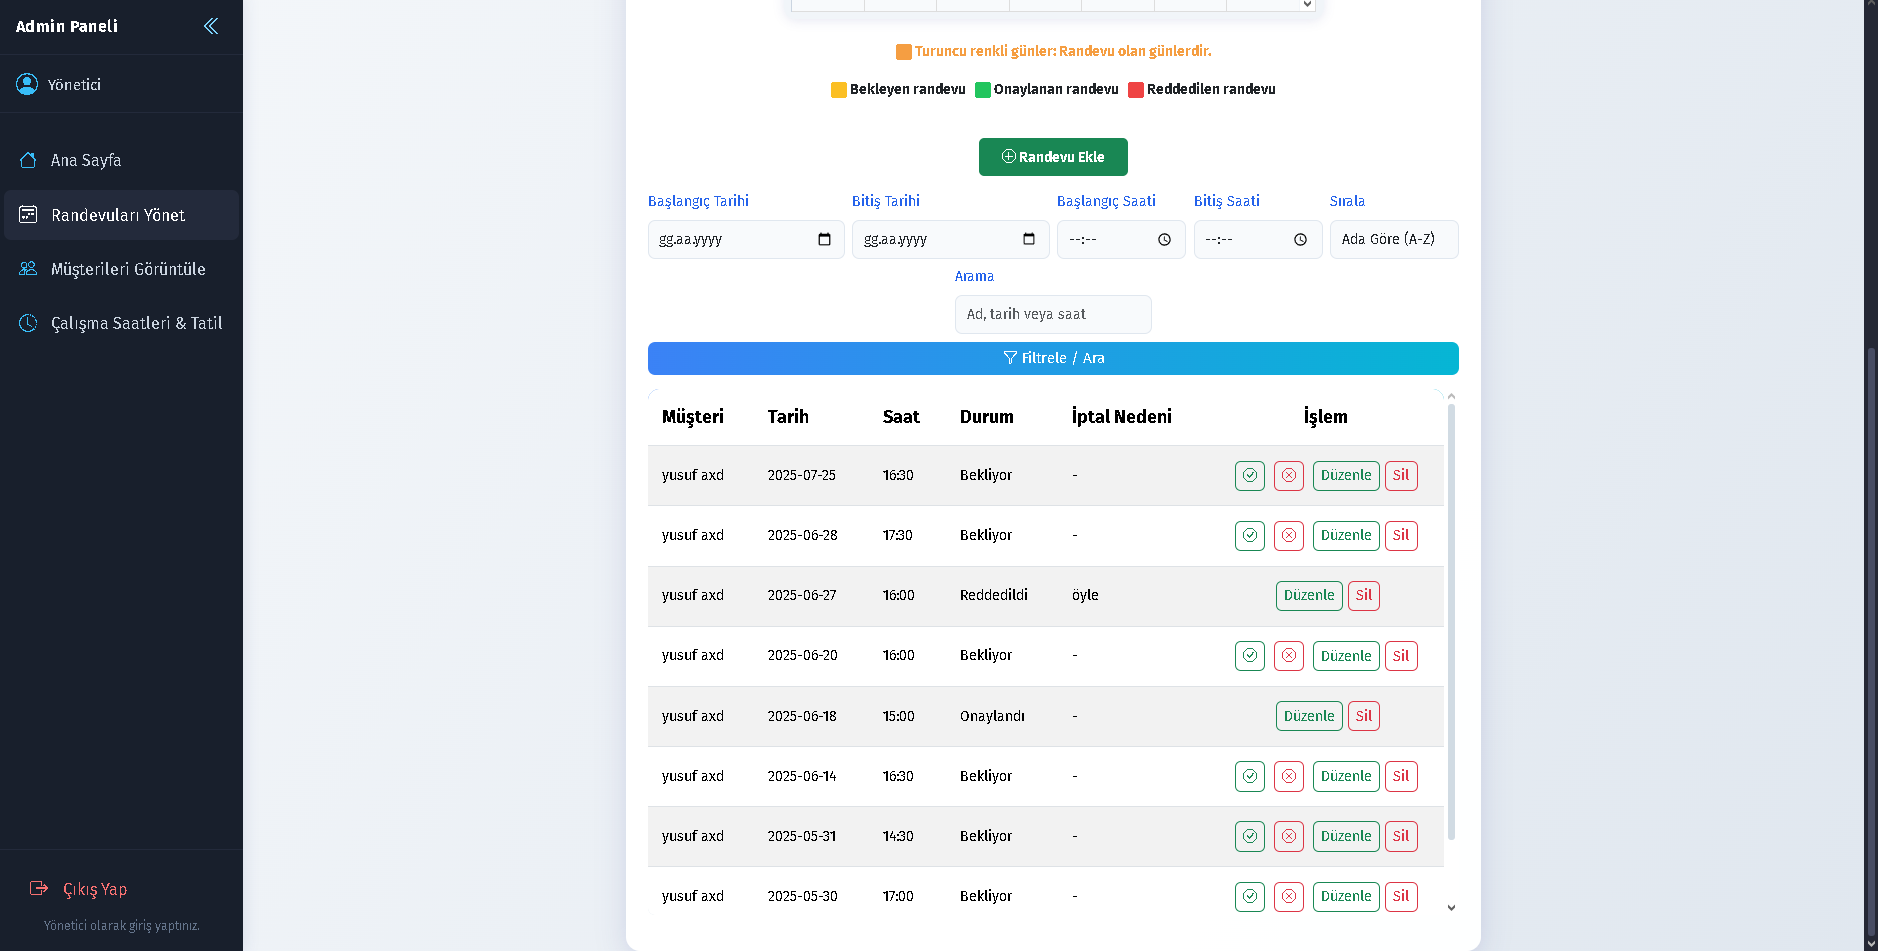 Admin Paneli
Yönetici
Ana Sayfa
Randevuları Yönet
Müşterileri Görüntüle
Çalışma Saatleri & Tatil
Çıkış Yap
Yönetici olarak giriş yaptınız.
Turuncu renkli günler: Randevu olan günlerdir.
Bekleyen randevu Onaylanan randevu Reddedilen randevu
Randevu Ekle
Başlangıç Tarihi Bitiş Tarihi Başlangıç Saati Bitiş Saati Sırala
gg.aa.yyyy gg.aa.yyyy --:-- --:-- Ada Göre (A-Z)
Arama
Ad, tarih veya saat
Filtrele / Ara
Müşteri Tarih Saat Durum İptal Nedeni İşlem
yusuf axd 2025-07-25 16:30 Bekliyor - Düzenle Sil
yusuf axd 2025-06-28 17:30 Bekliyor - Düzenle Sil
yusuf axd 2025-06-27 16:00 Reddedildi öyle Düzenle Sil
yusuf axd 2025-06-20 16:00 Bekliyor - Düzenle Sil
yusuf axd 2025-06-18 15:00 Onaylandı - Düzenle Sil
yusuf axd 2025-06-14 16:30 Bekliyor - Düzenle Sil
yusuf axd 2025-05-31 14:30 Bekliyor - Düzenle Sil
yusuf axd 2025-05-30 17:00 Bekliyor - Düzenle Sil